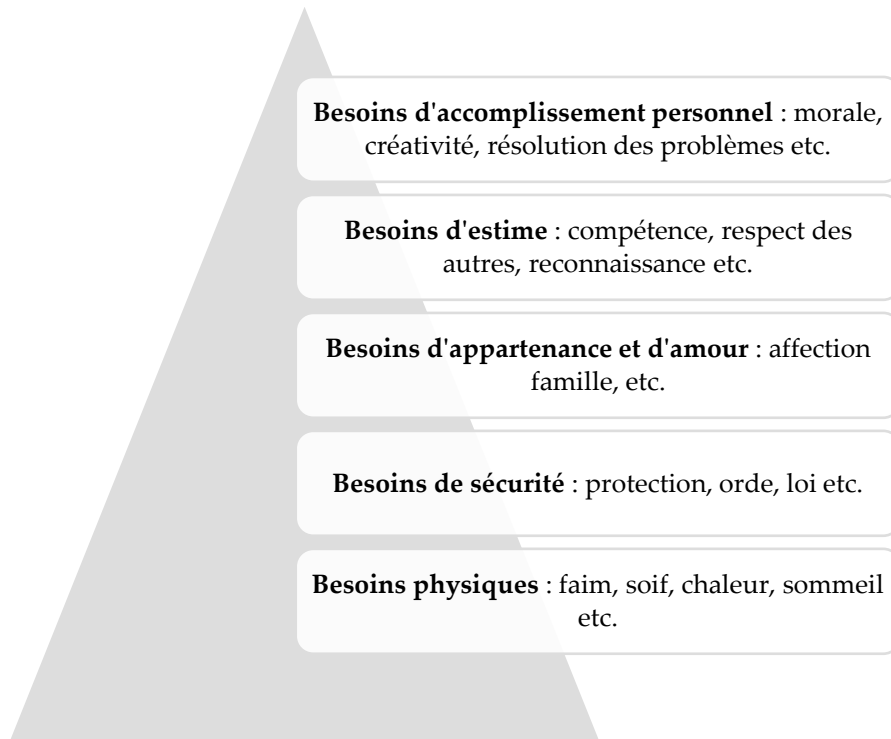 Besoins d'accomplissement personnel : morale,
créativité, résolution des problèmes etc.
Besoins d'estime : compétence, respect des
autres, reconnaissance etc.
Besoins d'appartenance et d'amour : affection
famille, etc.
Besoins de sécurité : protection, orde, loi etc.
Besoins physiques : faim, soif, chaleur, sommeil
etc.